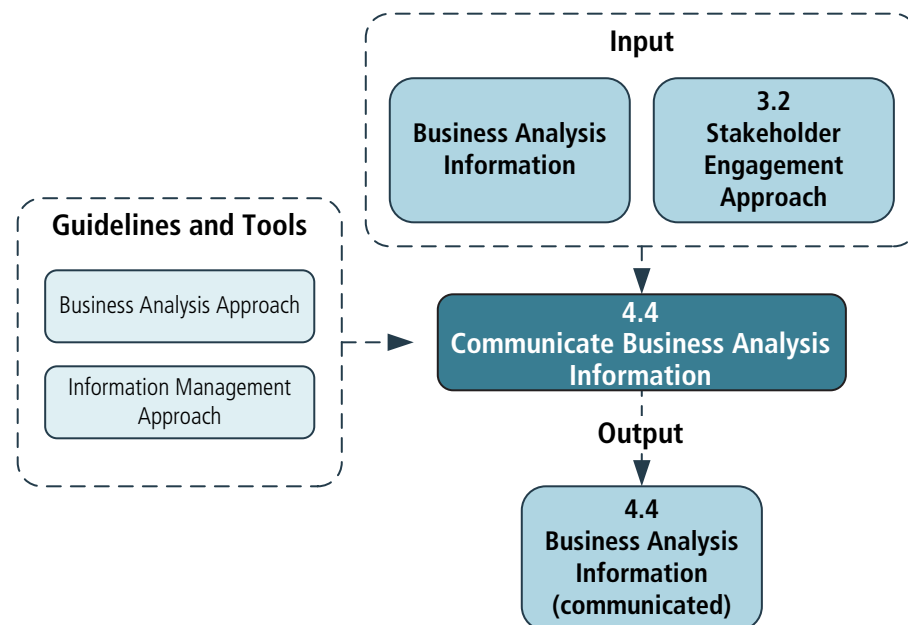 Input
Business Analysis
Information
3.2
Stakeholder
Engagement
Approach
Guidelines and Tools
Business Analysis Approach
Information Management
Approach
4.4
Communicate Business Analysis
Information
Output
4.4
Business Analysis
Information
(communicated)